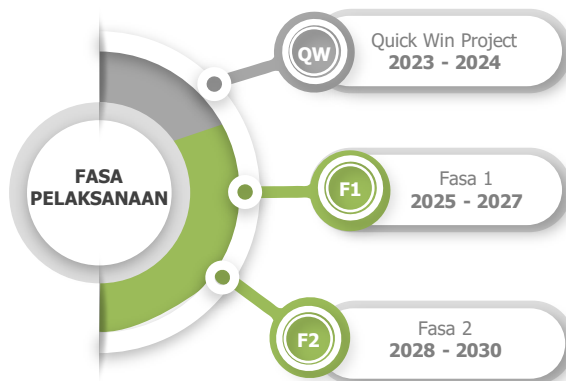 FASA
PELAKSANAAN
QW
Quick Win Project
2023 - 2024
F1
Fasa 1
2025 - 2027
F2
Fasa 2
2028 - 2030